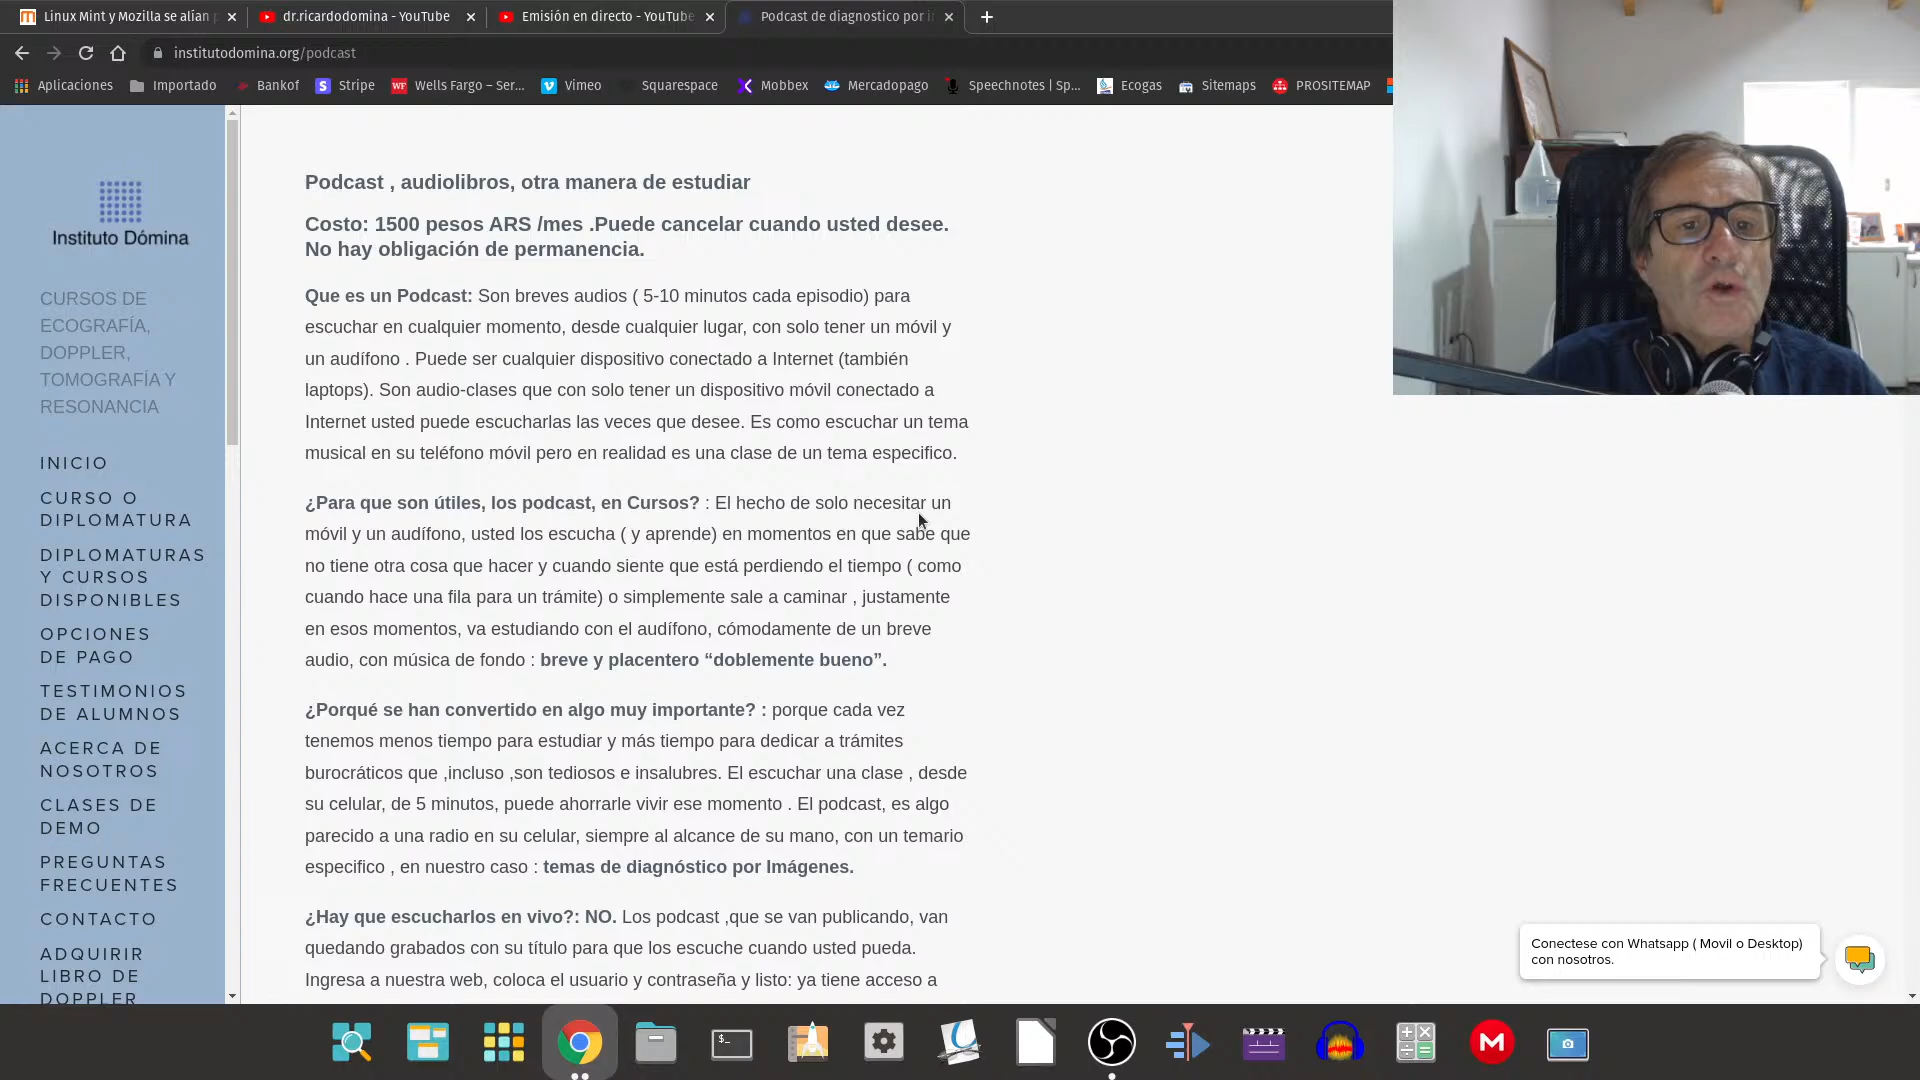 Linux Mint y Mozilla se alían
dr.ricardodomina - YouTube
Emisión en directo - YouTube
Podcast de diagnostico por
institutodomina.org/podcast
Aplicaciones
Importado
Bankof
Stripe
Wells Fargo – Ser...
Vimeo
Squarespace
Mobbex
Mercadopago
Speechnotes | Sp...
Ecogas
Sitemaps
PROSITEMAP
Instituto Dómina
CURSOS DE
ECOGRAFÍA,
DOPPLER,
TOMOGRAFÍA Y
RESONANCIA
INICIO
CURSO O
DIPLOMATURA
DIPLOMATURAS
Y CURSOS
DISPONIBLES
OPCIONES
DE PAGO
TESTIMONIOS
DE ALUMNOS
ACERCA DE
NOSOTROS
CLASES DE
DEMO
PREGUNTAS
FRECUENTES
CONTACTO
ADQUIRIR
LIBRO DE
DOPPLER
Podcast , audiolibros, otra manera de estudiar
Costo: 1500 pesos ARS /mes .Puede cancelar cuando usted desee.
No hay obligación de permanencia.
Que es un Podcast: Son breves audios ( 5-10 minutos cada episodio) para
escuchar en cualquier momento, desde cualquier lugar, con solo tener un móvil y
un audífono . Puede ser cualquier dispositivo conectado a Internet (también
laptops). Son audio-clases que con solo tener un dispositivo móvil conectado a
Internet usted puede escucharlas las veces que desee. Es como escuchar un tema
musical en su teléfono móvil pero en realidad es una clase de un tema especifico.
¿Para que son útiles, los podcast, en Cursos? : El hecho de solo necesitar un
móvil y un audífono, usted los escucha ( y aprende) en momentos en que sabe que
no tiene otra cosa que hacer y cuando siente que está perdiendo el tiempo ( como
cuando hace una fila para un trámite) o simplemente sale a caminar , justamente
en esos momentos, va estudiando con el audífono, cómodamente de un breve
audio, con música de fondo : breve y placentero “doblemente bueno”.
¿Porqué se han convertido en algo muy importante? : porque cada vez
tenemos menos tiempo para estudiar y más tiempo para dedicar a trámites
burocráticos que ,incluso ,son tediosos e insalubres. El escuchar una clase , desde
su celular, de 5 minutos, puede ahorrarle vivir ese momento . El podcast, es algo
parecido a una radio en su celular, siempre al alcance de su mano, con un temario
especifico , en nuestro caso : temas de diagnóstico por Imágenes.
¿Hay que escucharlos en vivo?: NO. Los podcast ,que se van publicando, van
quedando grabados con su título para que los escuche cuando usted pueda.
Ingresa a nuestra web, coloca el usuario y contraseña y listo: ya tiene acceso a
Conectese con Whatsapp ( Movil o Desktop)
con nosotros.